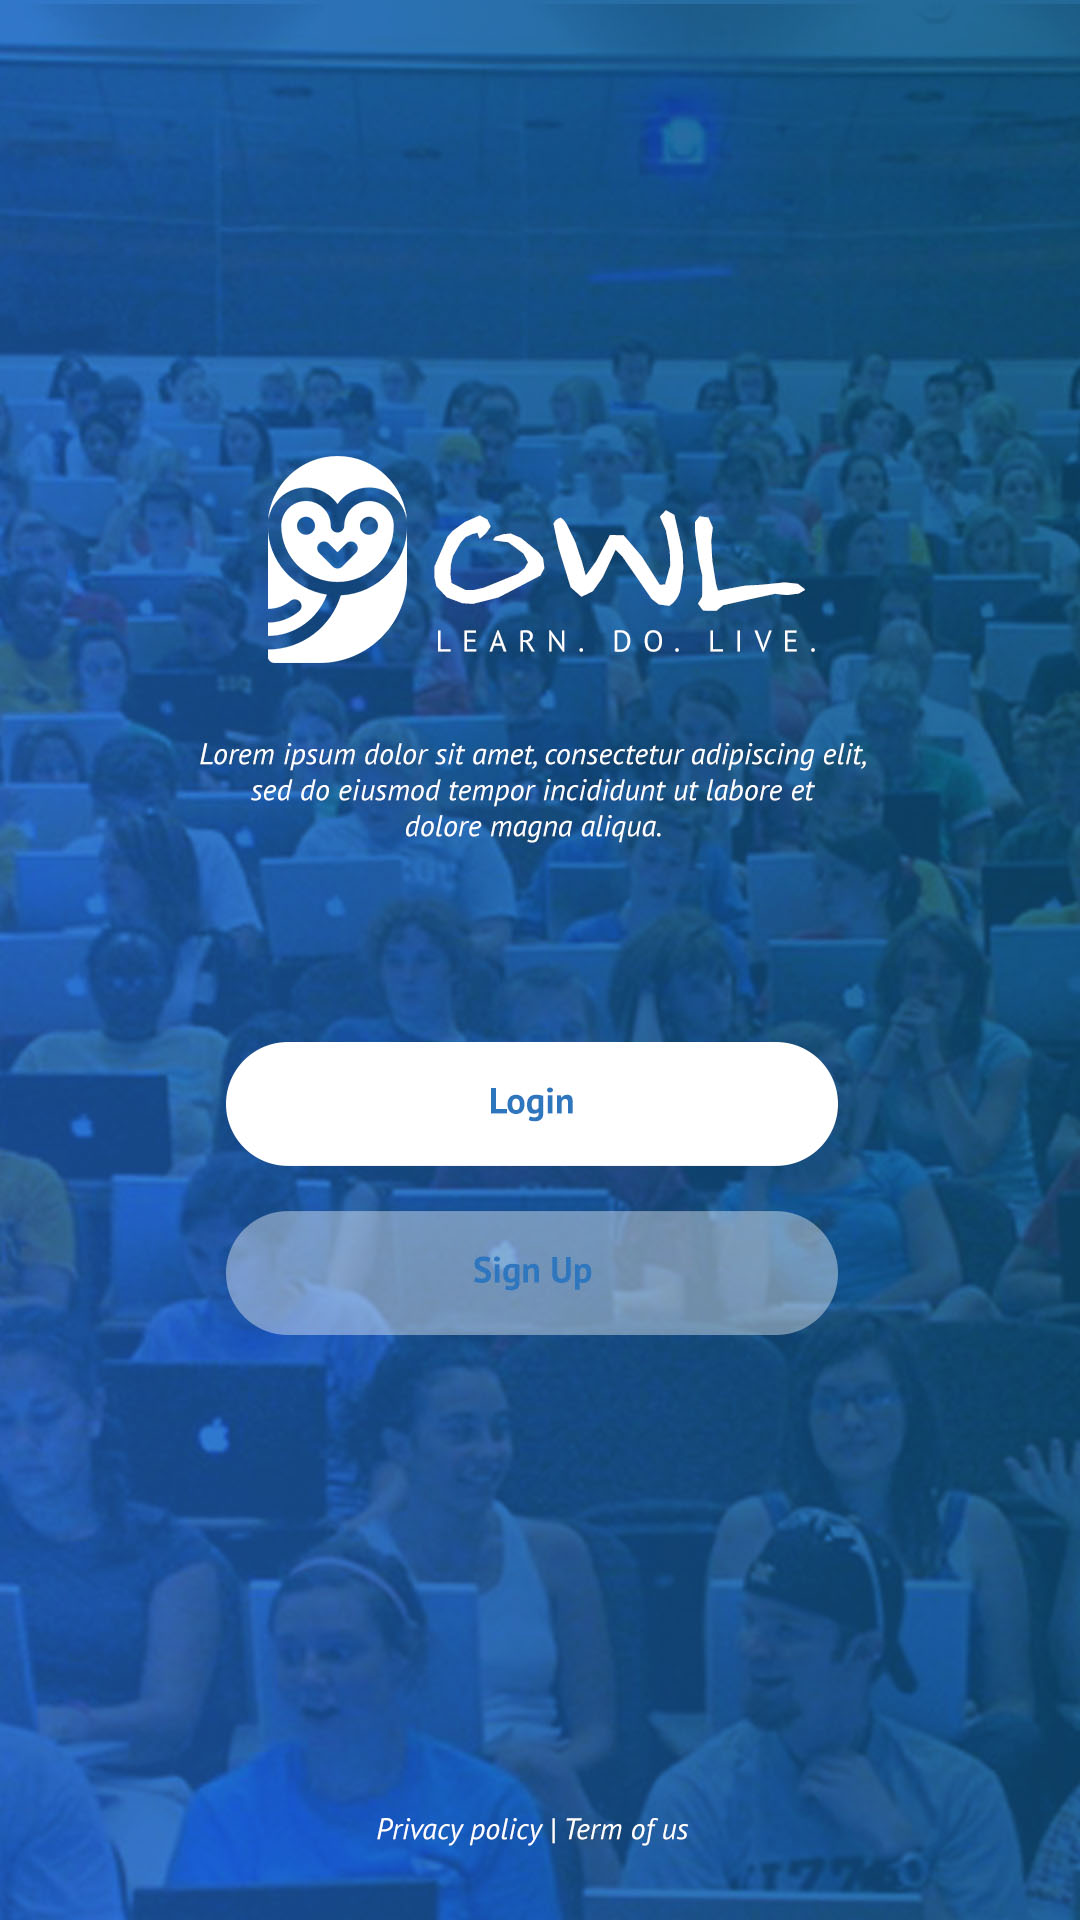 OWL
LEARN. DO. LIVE.
Lorem ipsum dolor sit amet, consectetur adipiscing elit,
sed do eiusmod tempor incididunt ut labore et
dolore magna aliqua.
Login
Sign Up
Privacy policy | Term of us